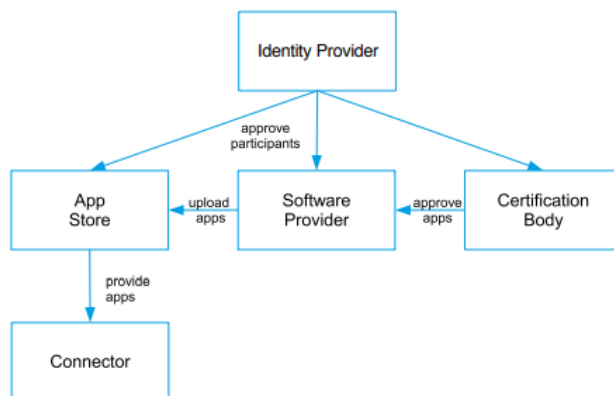 Identity Provider
approve
participants
App
Store
upload
apps
Software
Provider
approve
apps
Certification
Body
provide
apps
Connector